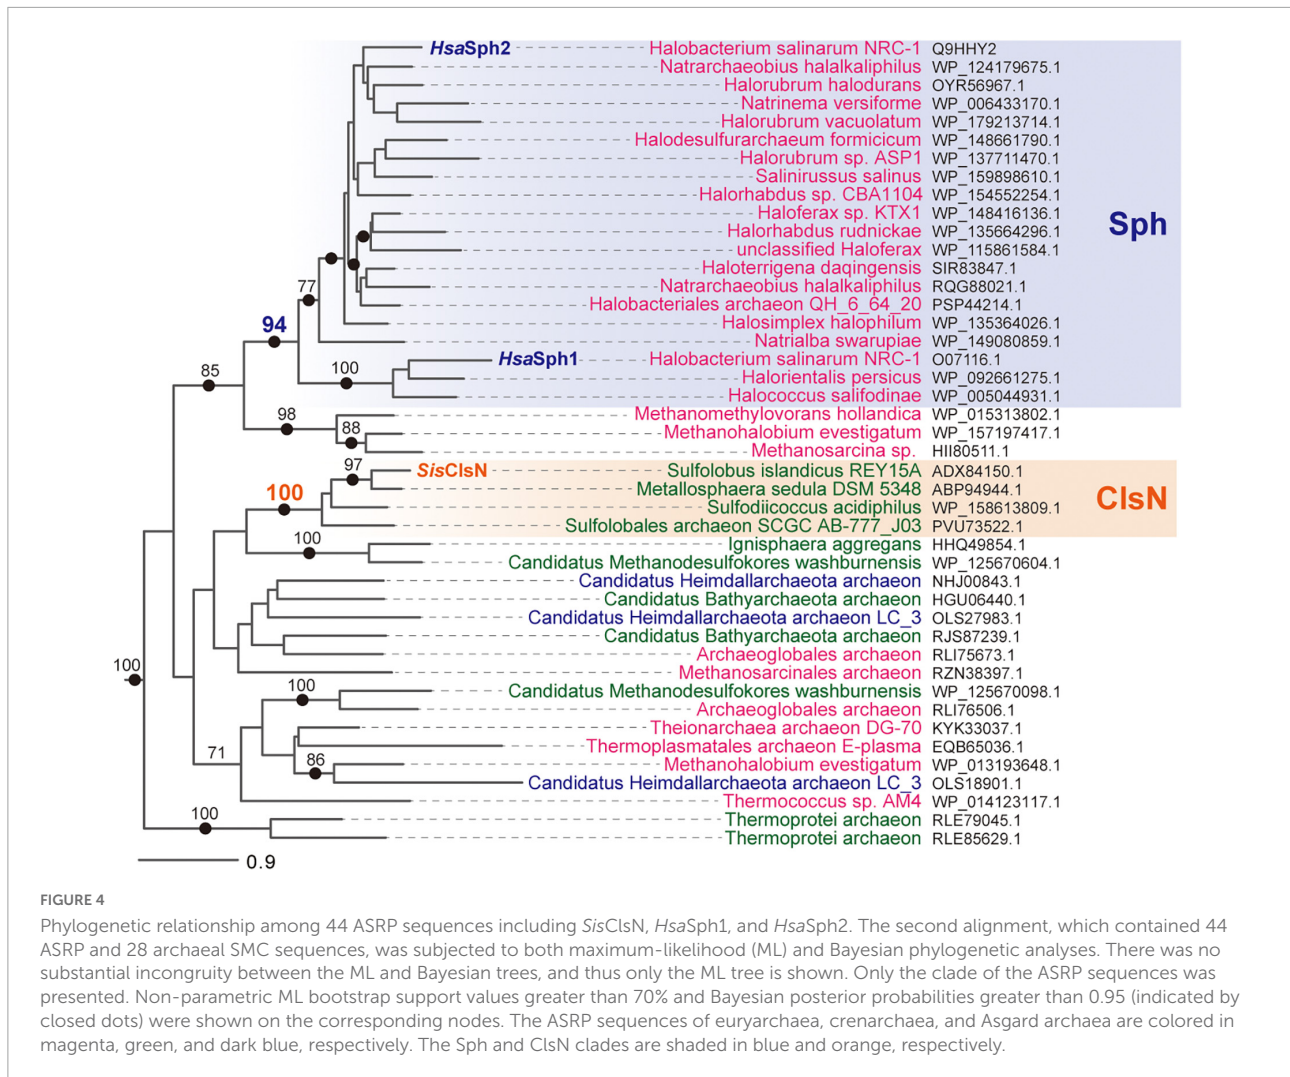 HsaSph2 Halobacterium salinarum NRC-1 Q9HHY2
Natrarchaeobius halalkaliphilus WP_124179675.1
Halorubrum halodurans OYR56967.1
Natrinema versiforme WP_006433170.1
Halorubrum vacuolatum WP_179213714.1
Halodesulfurarchaeum formicicum WP_148661790.1
Halorubrum sp. ASP1 WP_137711470.1
Salinirussus salinus WP_159898610.1
Halorhabdus sp. CBA1104 WP_154552254.1
Haloferax sp. KTX1 WP_148416136.1
Sph
Halorhabdus rudnickae WP_135664296.1
unclassified Haloferax WP_115861584.1
Haloterrigena daqingensis SIR83847.1
77 Natrarchaeobius halalkaliphilus RQG88021.1
Halobacteriales archaeon QH_6_64_20 PSP44214.1
94 Halosimplex halophilum WP_135364026.1
Natrialba swarupiae WP_149080859.1
HsaSph1 Halobacterium salinarum NRC-1 O07116.1
85 100 Halorientalis persicus WP_092661275.1
Halococcus salifodinae WP_005044931.1
98 Methanomethylovorans hollandica WP_015313802.1
88 Methanohalobium evestigatum WP_157197417.1
Methanosarcina sp. HII80511.1
97 SisClsN Sulfolobus islandicus REY15A ADX84150.1
100 Metallosphaera sedula DSM 5348 ABP94944.1
ClsN
Sulfodiicoccus acidiphilus WP_158613809.1
Sulfolobales archaeon SCGC AB-777_J03 PVU73522.1
100 Ignisphaera aggregans HHQ49854.1
Candidatus Methanodesufokores washburnensis WP_125670604.1
Candidatus Heimdallarchaeota archaeon NHJ00843.1
Candidatus Bathyarchaeota archaeon HGU06440.1
Candidatus Heimdallarchaeota archaeon LC_3 OLS27983.1
Candidatus Bathyarchaeota archaeon RJS87239.1
Archaeoglobales archaeon RLI75673.1
100 Methanosarcinales archaeon RZN38397.1
100 Candidatus Methanodesulfokores washburnensis WP_125670098.1
Archaeoglobales archaeon RLI76506.1
Theionarchaea archaeon DG-70 KYK33037.1
71 Thermoplasmatales archaeon E-plasma EQB65036.1
86 Methanohalobium evestigatum WP_013193648.1
Candidatus Heimdallarchaeota archaeon LC_3 OLS18901.1
Thermococcus sp. AM4 WP_014123117.1
100 Thermoprotei archaeon RLE79045.1
Thermoprotei archaeon RLE85629.1
0.9
FIGURE 4
Phylogenetic relationship among 44 ASRP sequences including SisClsN, HsaSph1, and HsaSph2. The second alignment, which contained 44
ASRP and 28 archaeal SMC sequences, was subjected to both maximum-likelihood (ML) and Bayesian phylogenetic analyses. There was no
substantial incongruity between the ML and Bayesian trees, and thus only the ML tree is shown. Only the clade of the ASRP sequences was
presented. Non-parametric ML bootstrap support values greater than 70% and Bayesian posterior probabilities greater than 0.95 (indicated by
closed dots) were shown on the corresponding nodes. The ASRP sequences of euryarchaea, crenarchaea, and Asgard archaea are colored in
magenta, green, and dark blue, respectively. The Sph and ClsN clades are shaded in blue and orange, respectively.